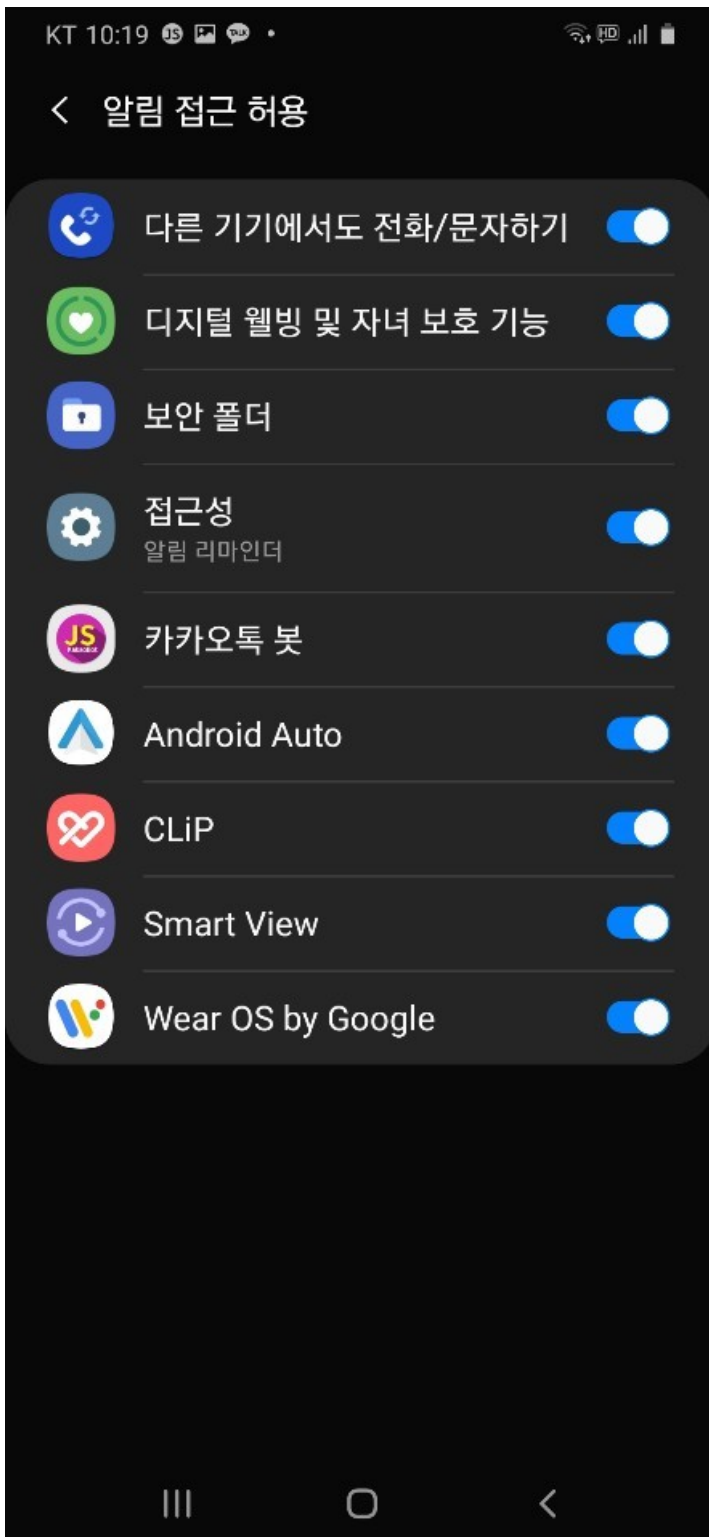 KT 10:19 JS TALK
알림 접근 허용
다른 기기에서도 전화/문자하기
디지털 웰빙 및 자녀 보호 기능
보안 폴더
접근성
알림 리마인더
JS
카카오톡 봇
Android Auto
CLiP
Smart View
Wear OS by Google